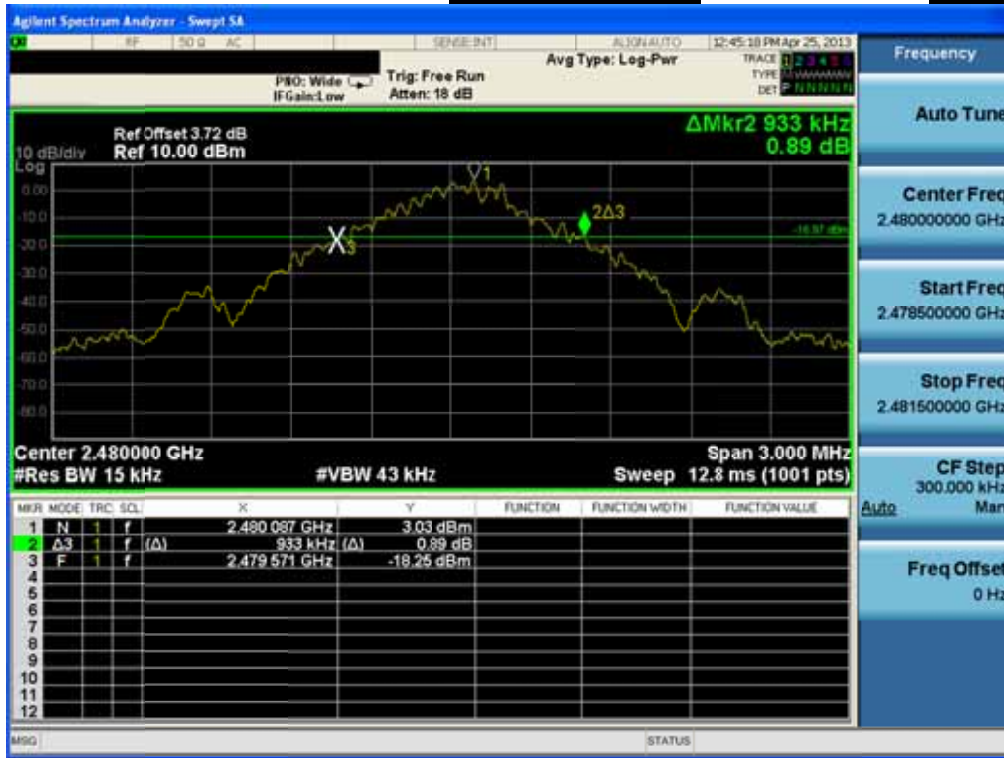 Agilent Spectrum Analyzer - Swept SA
RF 50 Ω AC SENSE:INT ALIGNAUTO 12:45:18 PM Apr 25, 2013
PNO: Wide
IFGain:Low
Trig: Free Run
Atten: 18 dB
Avg Type: Log-Pwr
TRACE 1 2 3 4 5 6
TYPE
DET P N N N N N
ΔMkr2 933 kHz
0.89 dB
Ref Offset 3.72 dB
Ref 10.00 dBm
10 dB/div
Log
0.00
-10.0
-20.0
-30.0
-40.0
-50.0
-60.0
-70.0
-80.0
1
2Δ3
3
-16.97 dBm
Center 2.480000 GHz
Span 3.000 MHz
#Res BW 15 kHz
#VBW 43 kHz
Sweep 12.8 ms (1001 pts)
MKR MODE TRC SCL X Y FUNCTION FUNCTION WIDTH FUNCTION VALUE
1 N 1 f 2.480 087 GHz 3.03 dBm
2 Δ3 1 f (Δ) 933 kHz (Δ) 0.89 dB
3 F 1 f 2.479 571 GHz -18.25 dBm
4
5
6
7
8
9
10
11
12
MSG
STATUS
Frequency
Auto Tune
Center Freq
2.480000000 GHz
Start Freq
2.478500000 GHz
Stop Freq
2.481500000 GHz
CF Step
300.000 kHz
Auto Man
Freq Offset
0 Hz